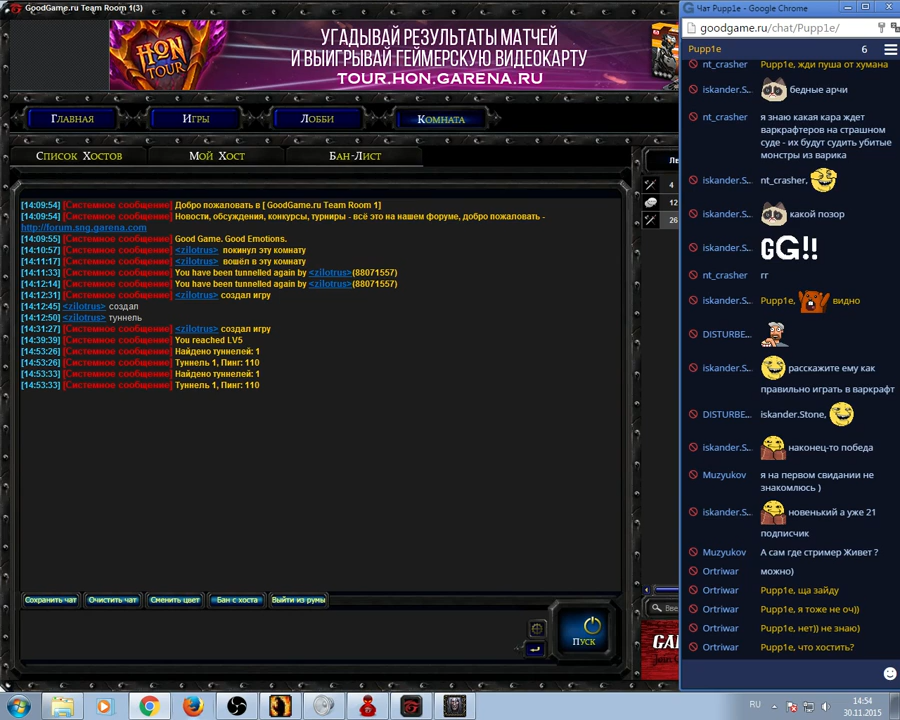 GoodGame.ru Team Room 1(3)
HON
TOUR
УГАДЫВАЙ РЕЗУЛЬТАТЫ МАТЧЕЙ
И ВЫИГРЫВАЙ ГЕЙМЕРСКУЮ ВИДЕОКАРТУ
TOUR.HON.GARENA.RU
Главная
Игры
Лобби
Комната
Список Хостов
Мой Хост
Бан-Лист
4
12
26
[14:09:54] [Системное сообщение] Добро пожаловать в [ GoodGame.ru Team Room 1]
[14:09:54] [Системное сообщение] Новости, обсуждения, конкурсы, турниры - всё это на нашем форуме, добро пожаловать -
http://forum.sng.garena.com
[14:09:55] [Системное сообщение] Good Game. Good Emotions.
[14:10:57] [Системное сообщение] <zilotrus> покинул эту комнату
[14:11:17] [Системное сообщение] <zilotrus> вошёл в эту комнату
[14:11:33] [Системное сообщение] You have been tunnelled again by <zilotrus>(88071557)
[14:12:14] [Системное сообщение] You have been tunnelled again by <zilotrus>(88071557)
[14:12:31] [Системное сообщение] <zilotrus> создал игру
[14:12:45] <zilotrus> создал
[14:12:50] <zilotrus> туннель
[14:31:27] [Системное сообщение] <zilotrus> создал игру
[14:39:39] [Системное сообщение] You reached LV5
[14:53:26] [Системное сообщение] Найдено туннелей: 1
[14:53:26] [Системное сообщение] Туннель 1, Пинг: 110
[14:53:33] [Системное сообщение] Найдено туннелей: 1
[14:53:33] [Системное сообщение] Туннель 1, Пинг: 110
Сохранить чат
Очистить чат
Сменить цвет
Бан с хоста
Выйти из румы
Пуск
Чат Pupp1e - Google Chrome
goodgame.ru/chat/Pupp1e/
Pupp1e
6
nt_crasher Pupp1e, жди пуша от хумана
iskander.S... бедные арчи
nt_crasher я знаю какая кара ждет
варкрафтеров на страшном
суде - их будут судить убитые
монстры из варика
iskander.S... nt_crasher,
iskander.S... какой позор
iskander.S... GG!!
nt_crasher гг
iskander.S... Pupp1e, видно
DISTURBE...
iskander.S... расскажите ему как
правильно играть в варкрафт
DISTURBE... iskander.Stone,
iskander.S... наконец-то победа
Muzyukov я на первом свидании не
знакомлюсь )
iskander.S... новенький а уже 21
подписчик
Muzyukov А сам где стример Живет ?
Ortriwar можно)
Ortriwar Pupp1e, ща зайду
Ortriwar Pupp1e, я тоже не оч))
Ortriwar Pupp1e, нет)) не знаю)
Ortriwar Pupp1e, что хостить?
RU
14:54
30.11.2015